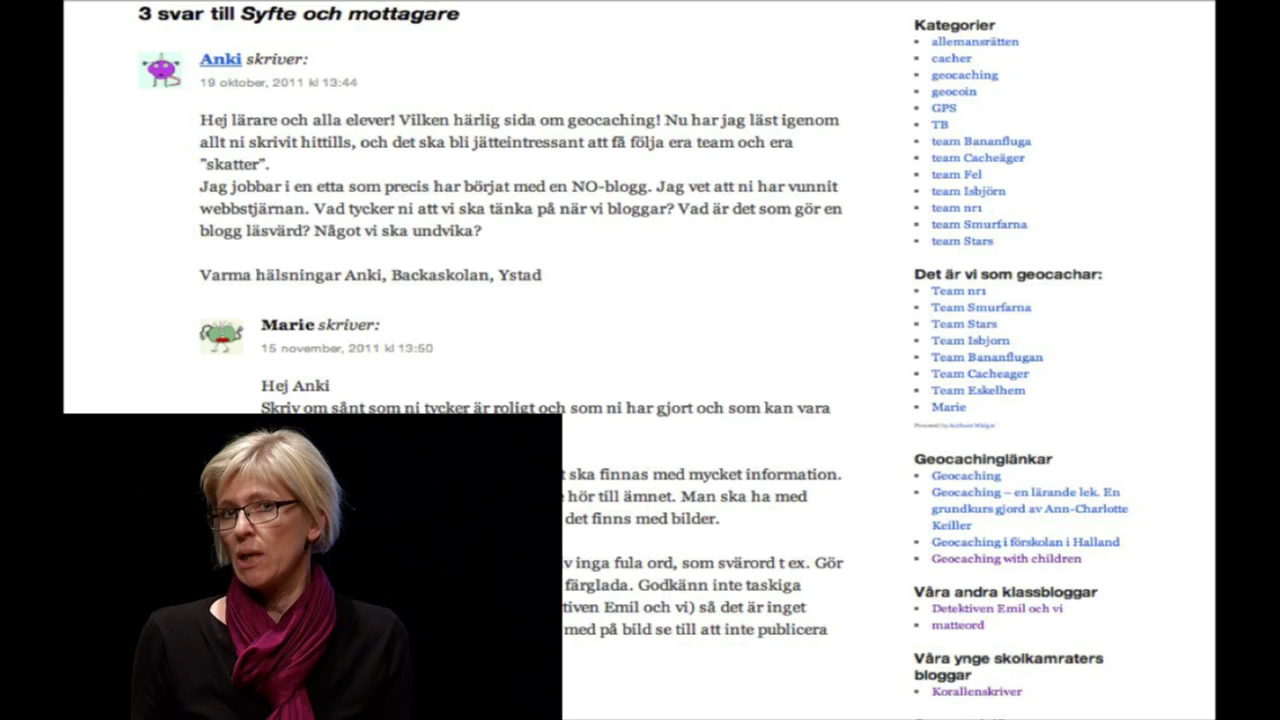 3 svar till Syfte och mottagare
Anki skriver:
19 oktober, 2011 kl 13:44
Hej lärare och alla elever! Vilken härlig sida om geocaching! Nu har jag läst igenom
allt ni skrivit hittills, och det ska bli jätteintressant att få följa era team och era
"skatter".
Jag jobbar i en etta som precis har börjat med en NO-blogg. Jag vet att ni har vunnit
webbstjärnan. Vad tycker ni att vi ska tänka på när vi bloggar? Vad är det som gör en
blogg läsvärd? Något vi ska undvika?
Varma hälsningar Anki, Backaskolan, Ystad
Marie skriver:
15 november, 2011 kl 13:50
Hej Anki
Skriv om sånt som ni tycker är roligt och som ni har gjort och som kan vara
t ska finnas med mycket information.
hör till ämnet. Man ska ha med
det finns med bilder.
v inga fula ord, som svärord t ex. Gör
färglada. Godkänn inte taskiga
tiven Emil och vi) så det är inget
med på bild se till att inte publicera
Kategorier
allemansrätten
cacher
geocaching
geocoin
GPS
TB
team Bananfluga
team Cacheäger
team Fel
team Isbjörn
team nr1
team Smurfarna
team Stars
Det är vi som geocachar:
Team nr1
Team Smurfarna
Team Stars
Team Isbjorn
Team Bananflugan
Team Cacheager
Team Eskelhem
Marie
Powered by Authors Widget
Geocachinglänkar
Geocaching
Geocaching – en lärande lek. En
grundkurs gjord av Ann-Charlotte
Keiller
Geocaching i förskolan i Halland
Geocaching with children
Våra andra klassbloggar
Detektiven Emil och vi
matteord
Våra ynge skolkamraters
bloggar
Korallenskriver